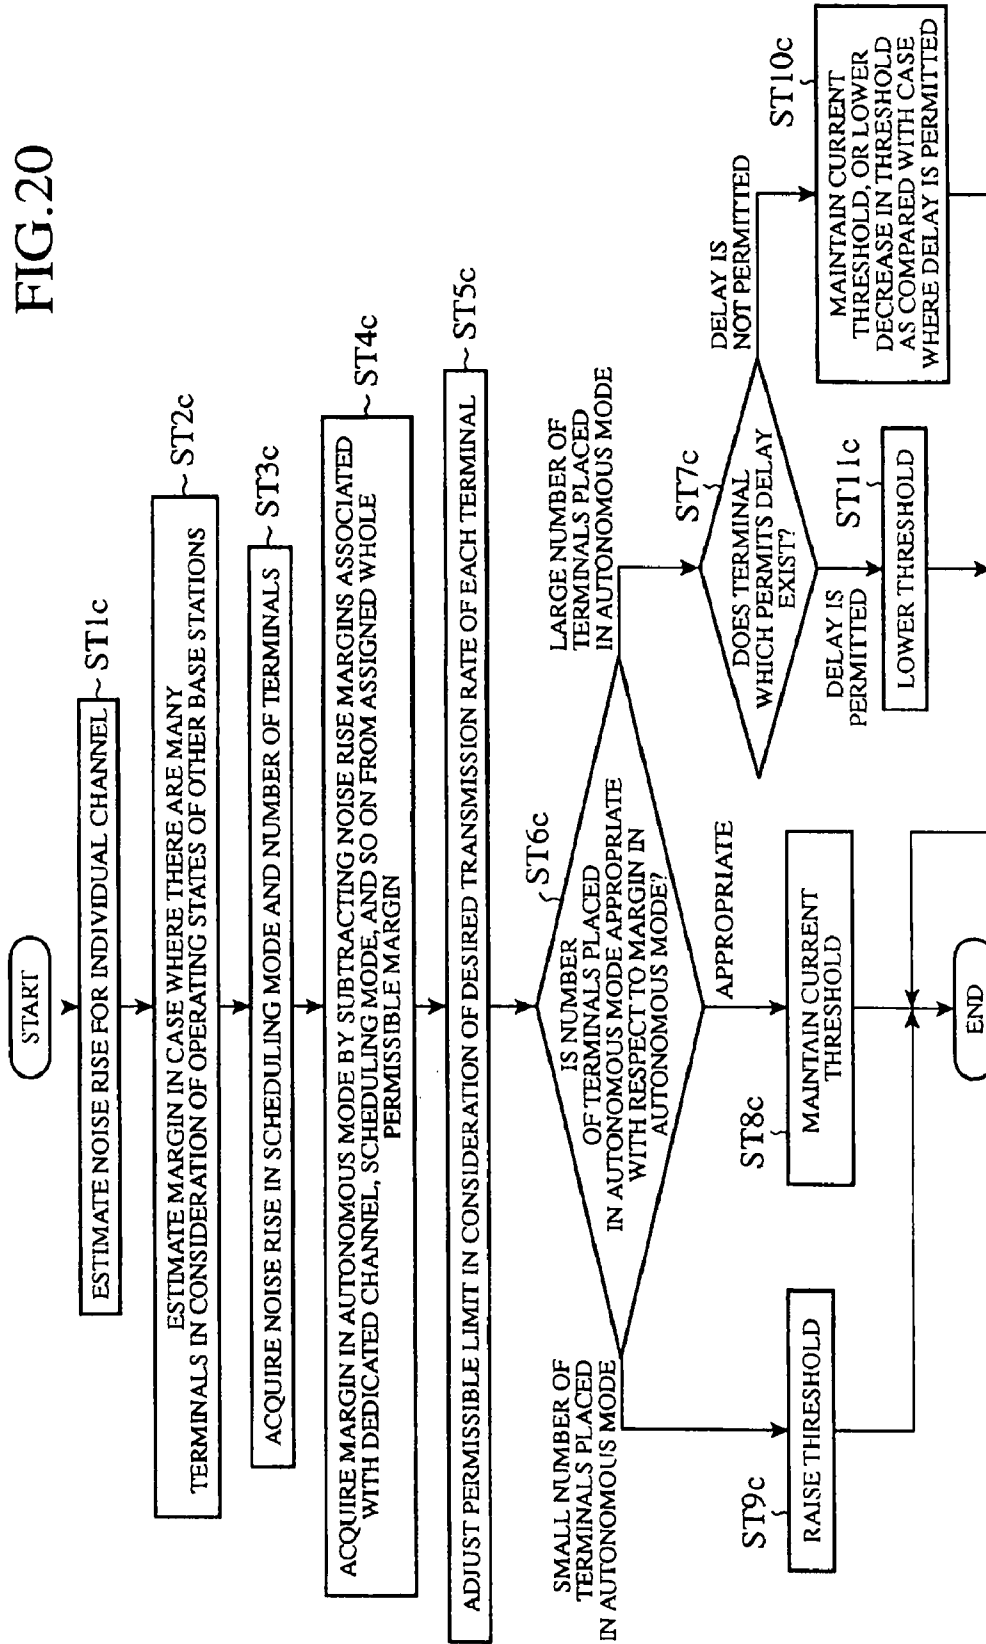 FIG.20
START
ESTIMATE NOISE RISE FOR INDIVIDUAL CHANNEL
ST1c
ESTIMATE MARGIN IN CASE WHERE THERE ARE MANY
TERMINALS IN CONSIDERATION OF OPERATING STATES OF OTHER BASE STATIONS
ST2c
ACQUIRE NOISE RISE IN SCHEDULING MODE AND NUMBER OF TERMINALS
ST3c
ACQUIRE MARGIN IN AUTONOMOUS MODE BY SUBTRACTING NOISE RISE MARGINS ASSOCIATED
WITH DEDICATED CHANNEL, SCHEDULING MODE, AND SO ON FROM ASSIGNED WHOLE
PERMISSIBLE MARGIN
ST4c
ADJUST PERMISSIBLE LIMIT IN CONSIDERATION OF DESIRED TRANSMISSION RATE OF EACH TERMINAL
ST5c
IS NUMBER
OF TERMINALS PLACED
IN AUTONOMOUS MODE APPROPRIATE
WITH RESPECT TO MARGIN IN
AUTONOMOUS MODE?
ST6c
SMALL NUMBER OF
TERMINALS PLACED
IN AUTONOMOUS MODE
APPROPRIATE
LARGE NUMBER OF
TERMINALS PLACED
IN AUTONOMOUS MODE
DOES TERMINAL
WHICH PERMITS DELAY
EXIST?
ST7c
DELAY IS
NOT PERMITTED
DELAY IS
PERMITTED
ST9c
RAISE THRESHOLD
ST8c
MAINTAIN CURRENT
THRESHOLD
ST11c
LOWER THRESHOLD
ST10c
MAINTAIN CURRENT
THRESHOLD, OR LOWER
DECREASE IN THRESHOLD
AS COMPARED WITH CASE
WHERE DELAY IS PERMITTED
END